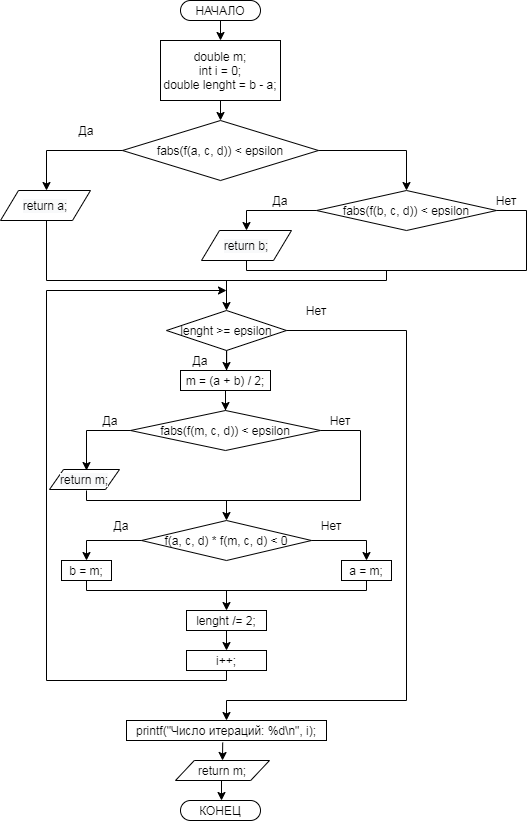 НАЧАЛО
double m;
int i = 0;
double lenght = b - a;
Да
fabs(f(a, c, d)) < epsilon
return a;
Да
fabs(f(b, c, d)) < epsilon
Нет
return b;
Нет
lenght >= epsilon
Да
m = (a + b) / 2;
Да
fabs(f(m, c, d)) < epsilon
Нет
return m;
Да
f(a, c, d) * f(m, c, d) < 0
Нет
b = m;
a = m;
lenght /= 2;
i++;
printf("Число итераций: %d\n", i);
return m;
КОНЕЦ